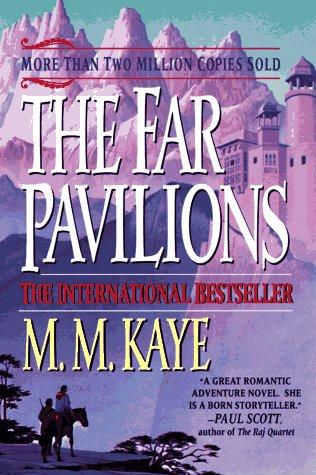 MORE THAN TWO MILLION COPIES SOLD
THE FAR
PAVILIONS
THE INTERNATIONAL BESTSELLER
M. M. KAYE
"A GREAT ROMANTIC
ADVENTURE NOVEL. SHE
IS A BORN STORYTELLER."
—PAUL SCOTT,
author of The Raj Quartet